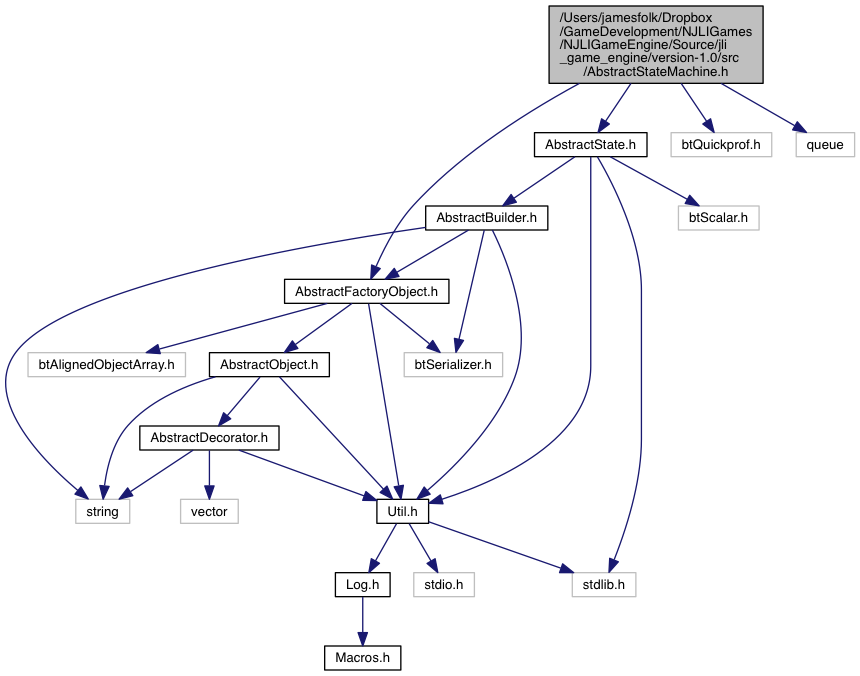 /Users/jamesfolk/Dropbox
/GameDevelopment/NJLIGames
/NJLIGameEngine/Source/jli
_game_engine/version-1.0/src
/AbstractStateMachine.h
AbstractState.h
btQuickprof.h
queue
AbstractBuilder.h
btScalar.h
AbstractFactoryObject.h
btAlignedObjectArray.h
AbstractObject.h
btSerializer.h
AbstractDecorator.h
string
vector
Util.h
Log.h
stdio.h
stdlib.h
Macros.h